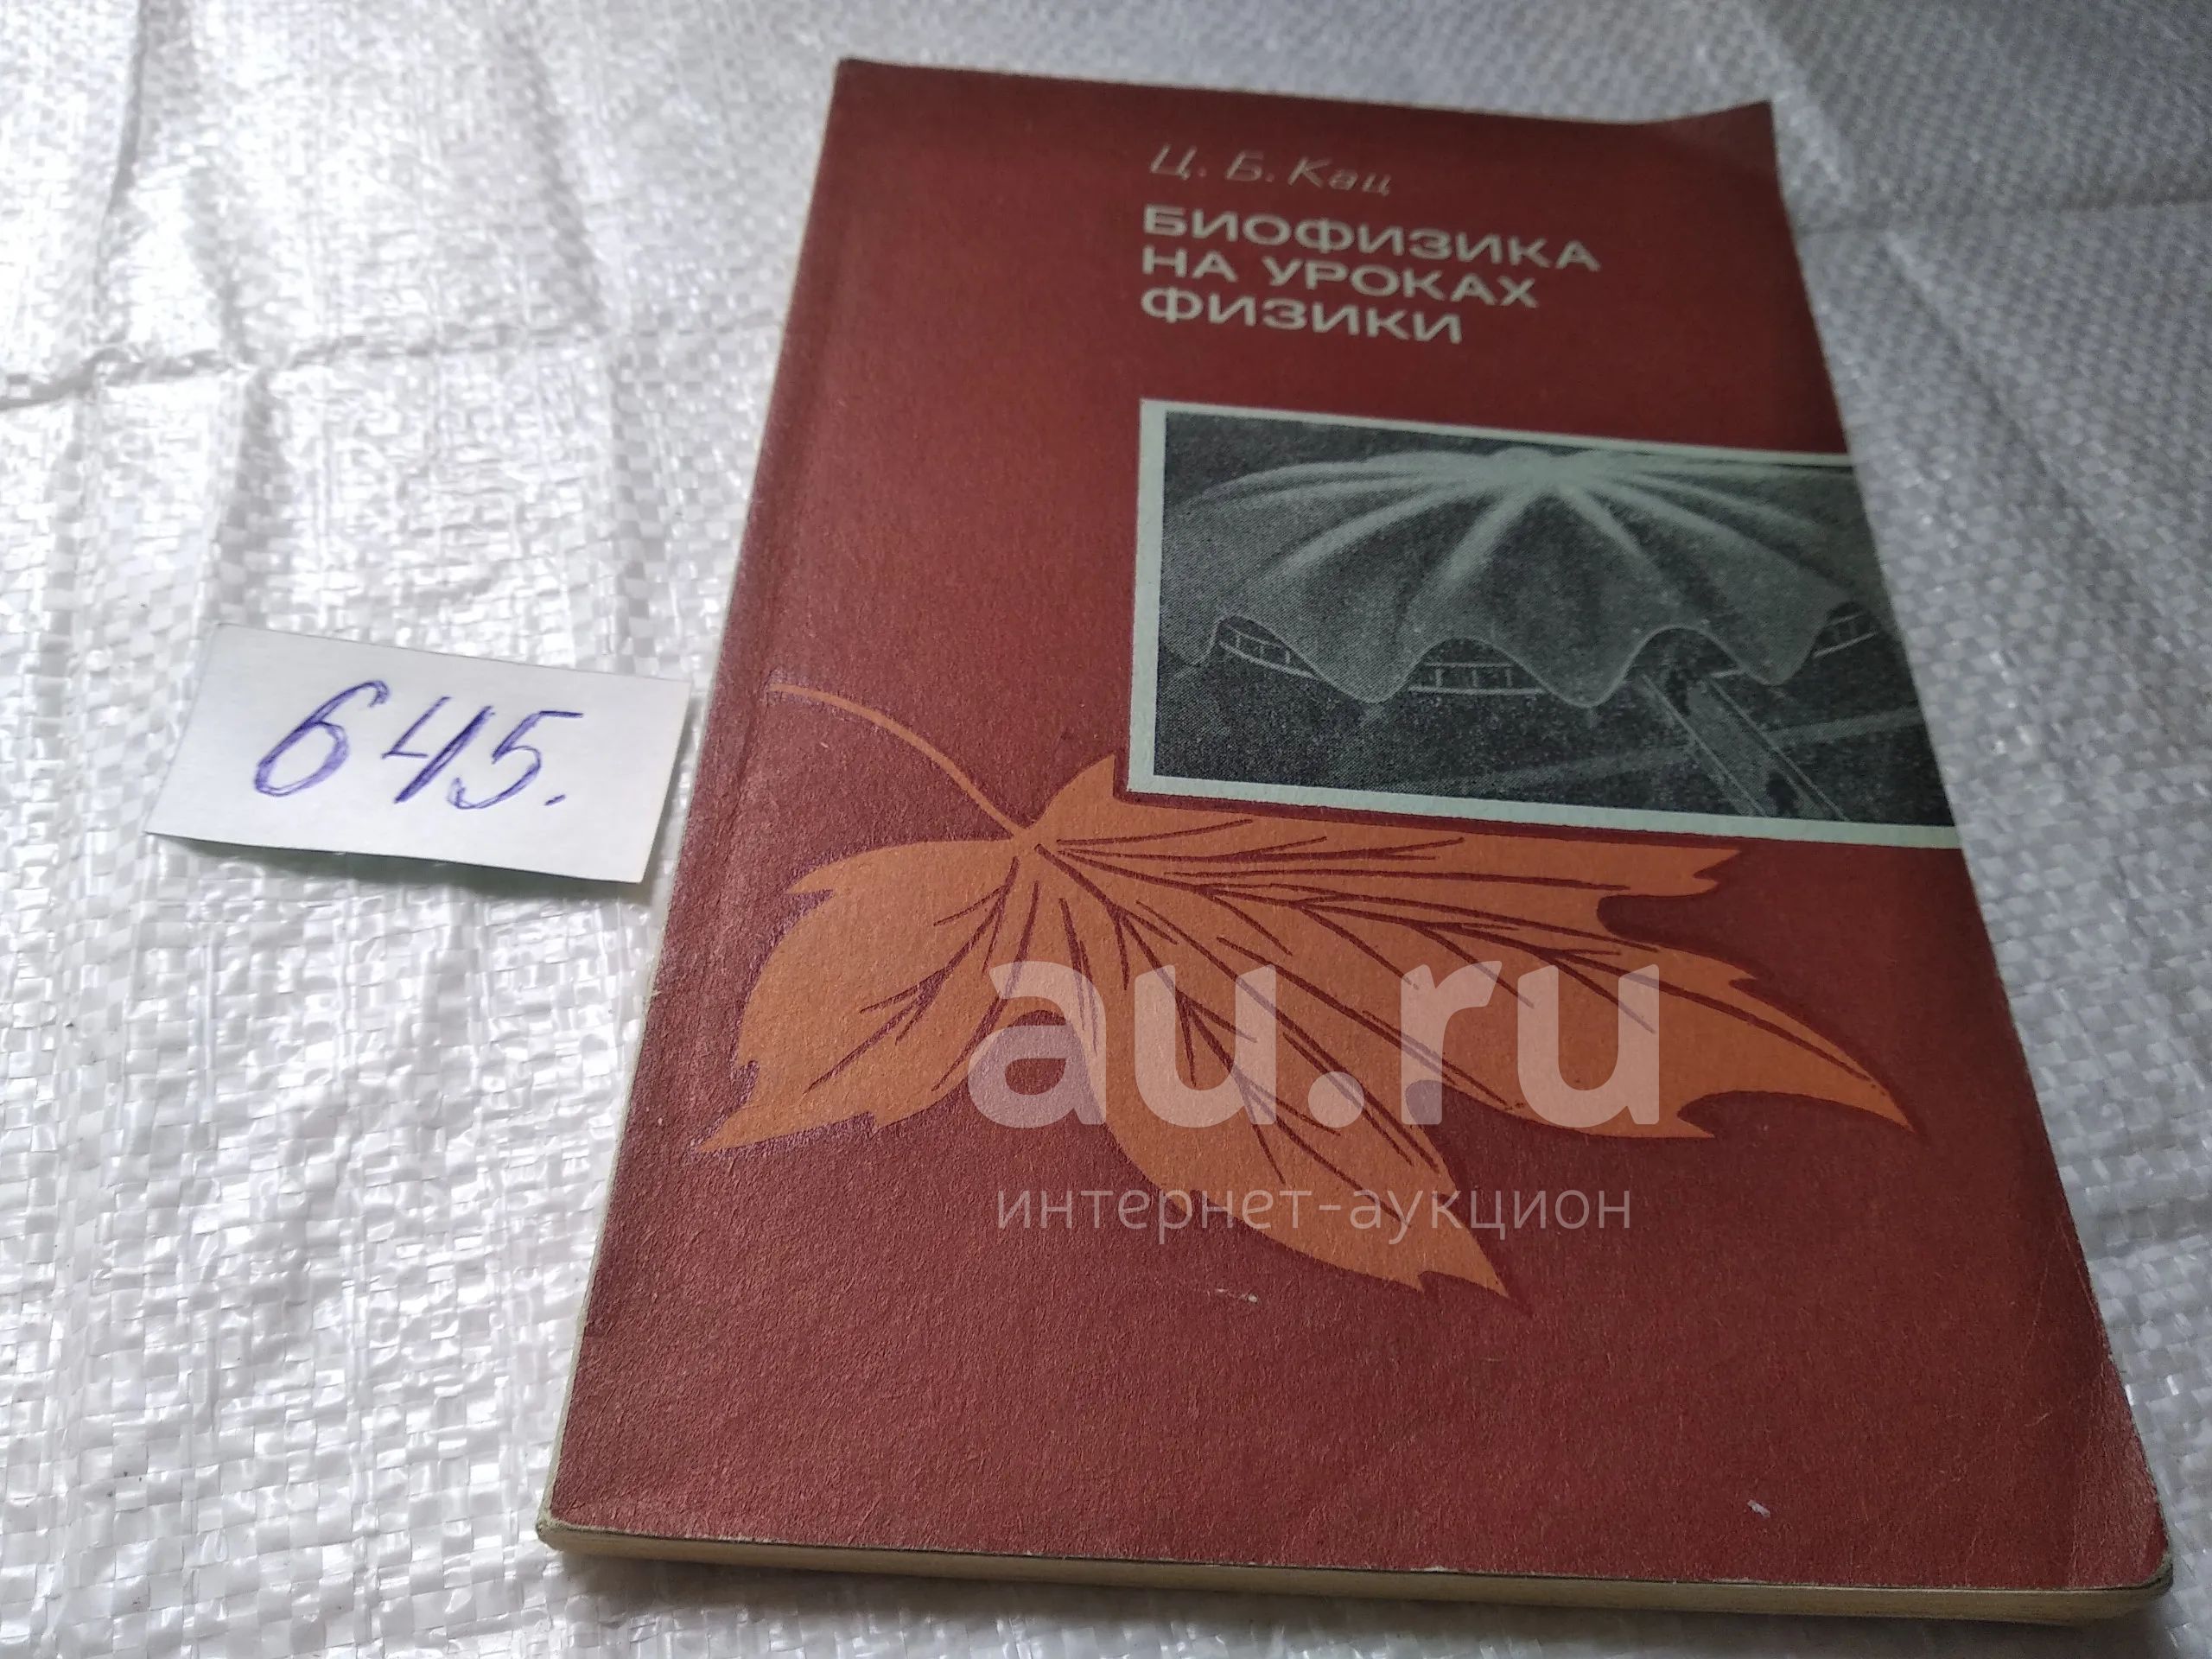 Ц. Б. Кац
БИОФИЗИКА
НА УРОКАХ
ФИЗИКИ
645.
au.ru
интернет-аукцион